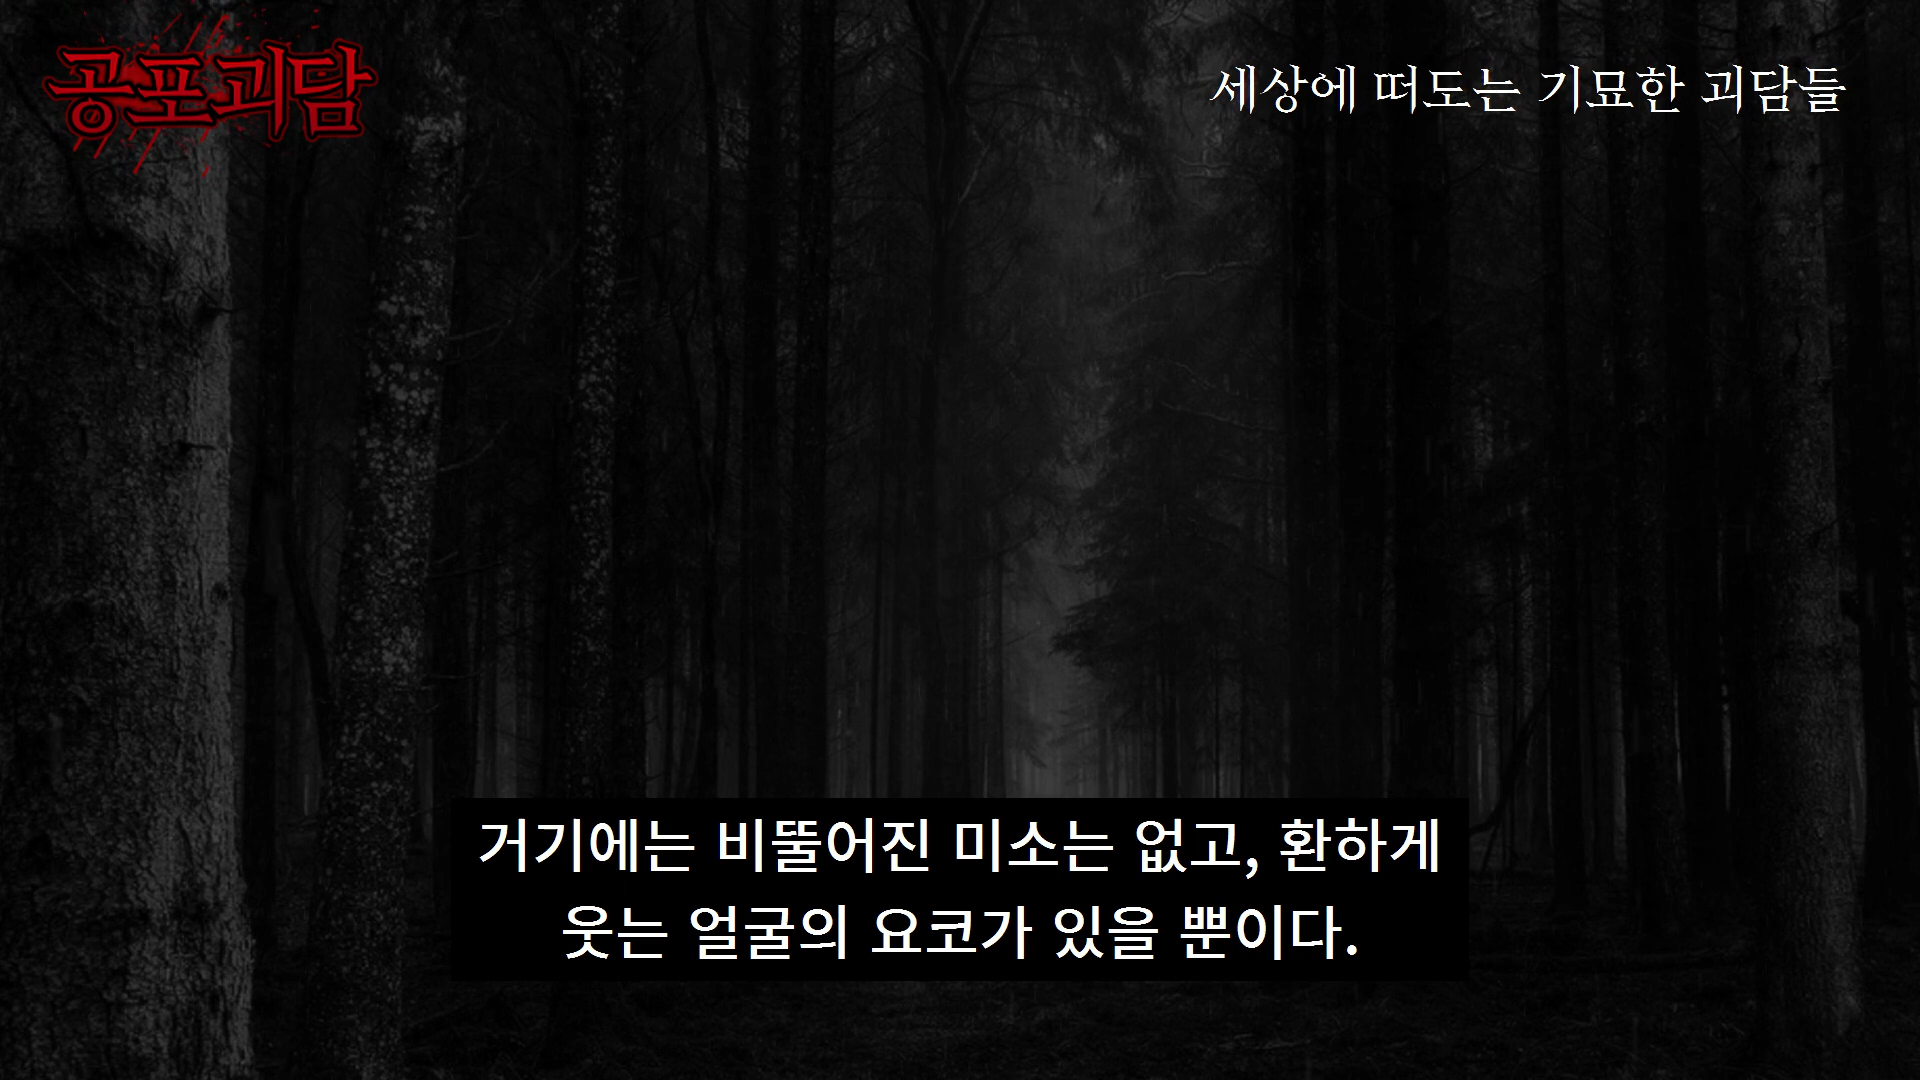 공포괴담
세상에 떠도는 기묘한 괴담들
거기에는 비뚤어진 미소는 없고, 환하게
웃는 얼굴의 요코가 있을 뿐이다.